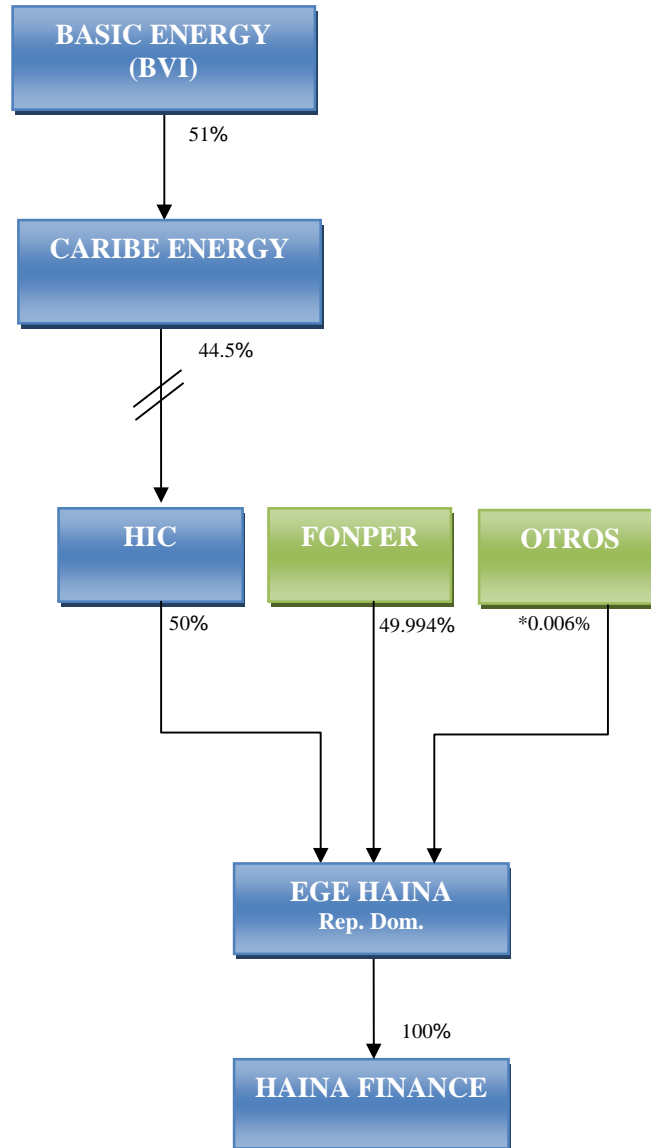 BASIC ENERGY
(BVI)
51%
CARIBE ENERGY
44.5%
HIC
FONPER
OTROS
50%
49.994%
*0.006%
EGE HAINA
Rep. Dom.
100%
HAINA FINANCE